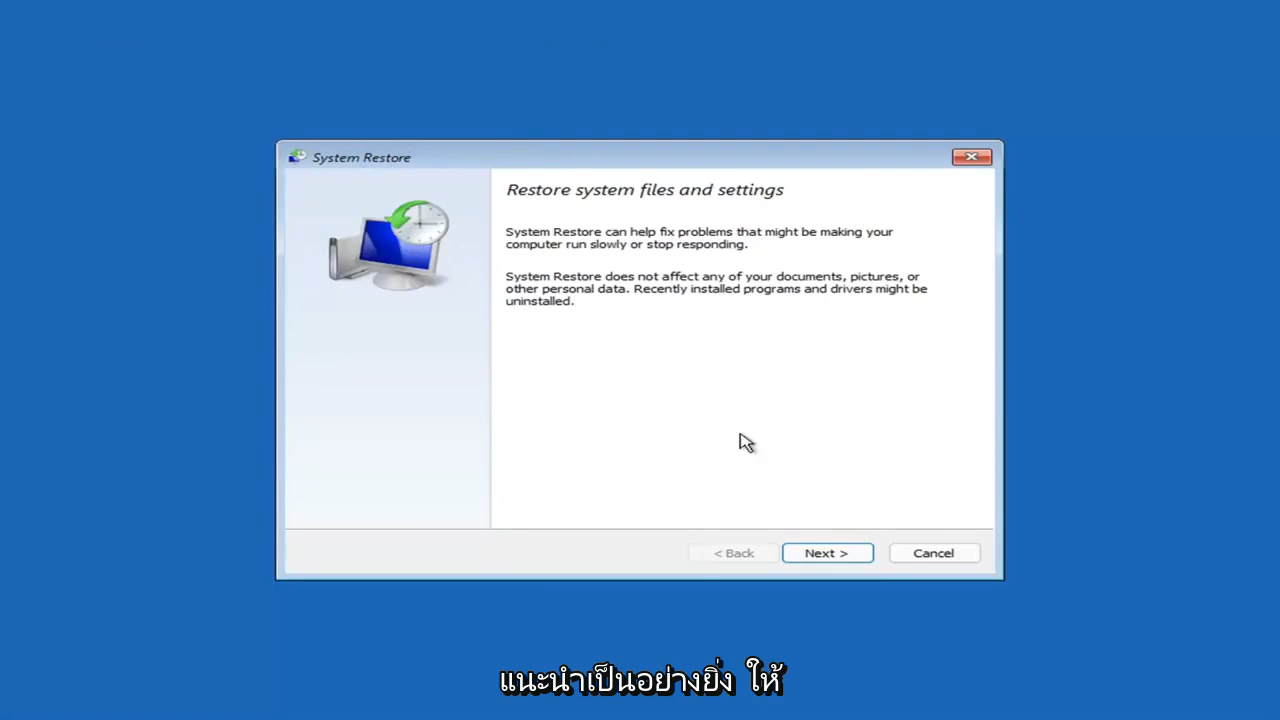 System Restore
Restore system files and settings
System Restore can help fix problems that might be making your
computer run slowly or stop responding.
System Restore does not affect any of your documents, pictures, or
other personal data. Recently installed programs and drivers might be
uninstalled.
< Back
Next >
Cancel
แนะนำเป็นอย่างยิ่ง ให้